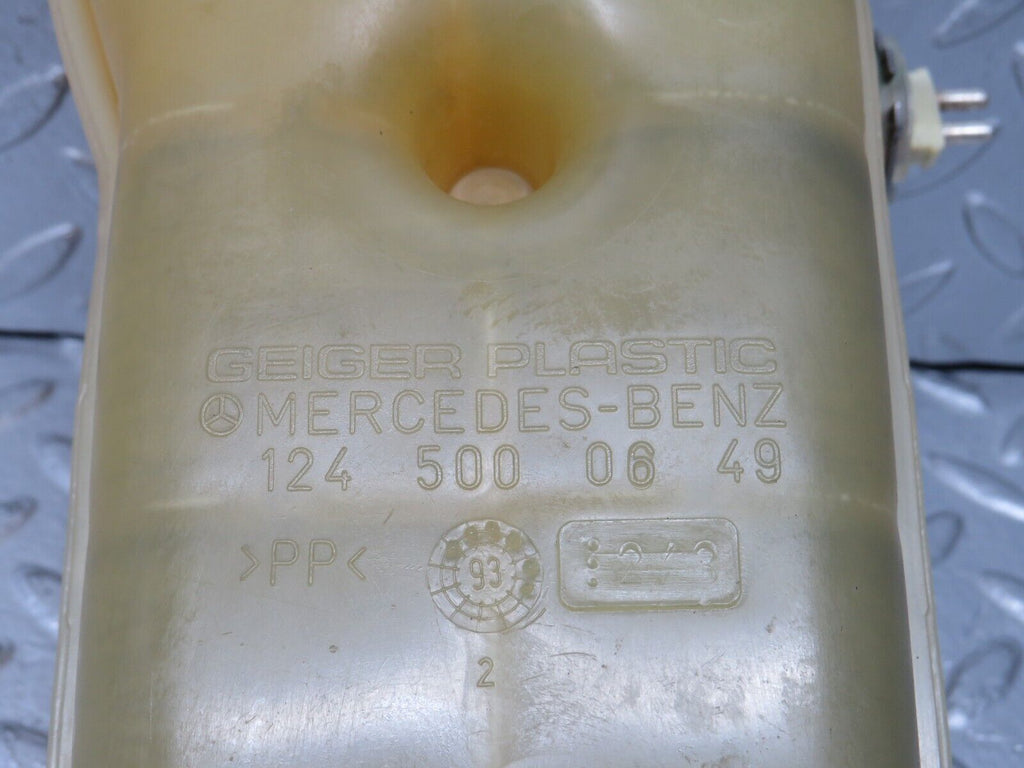 GEIGER PLASTIC
MERCEDES-BENZ
124 500 06 49
>PP<
93
2